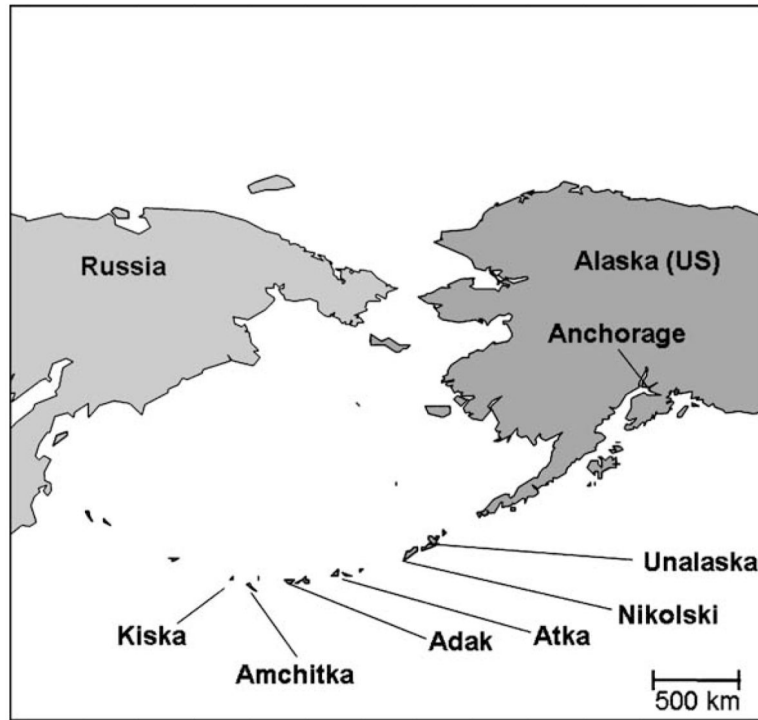 Russia
Alaska (US)
Anchorage
Unalaska
Nikolski
Atka
Adak
Kiska
Amchitka
500 km